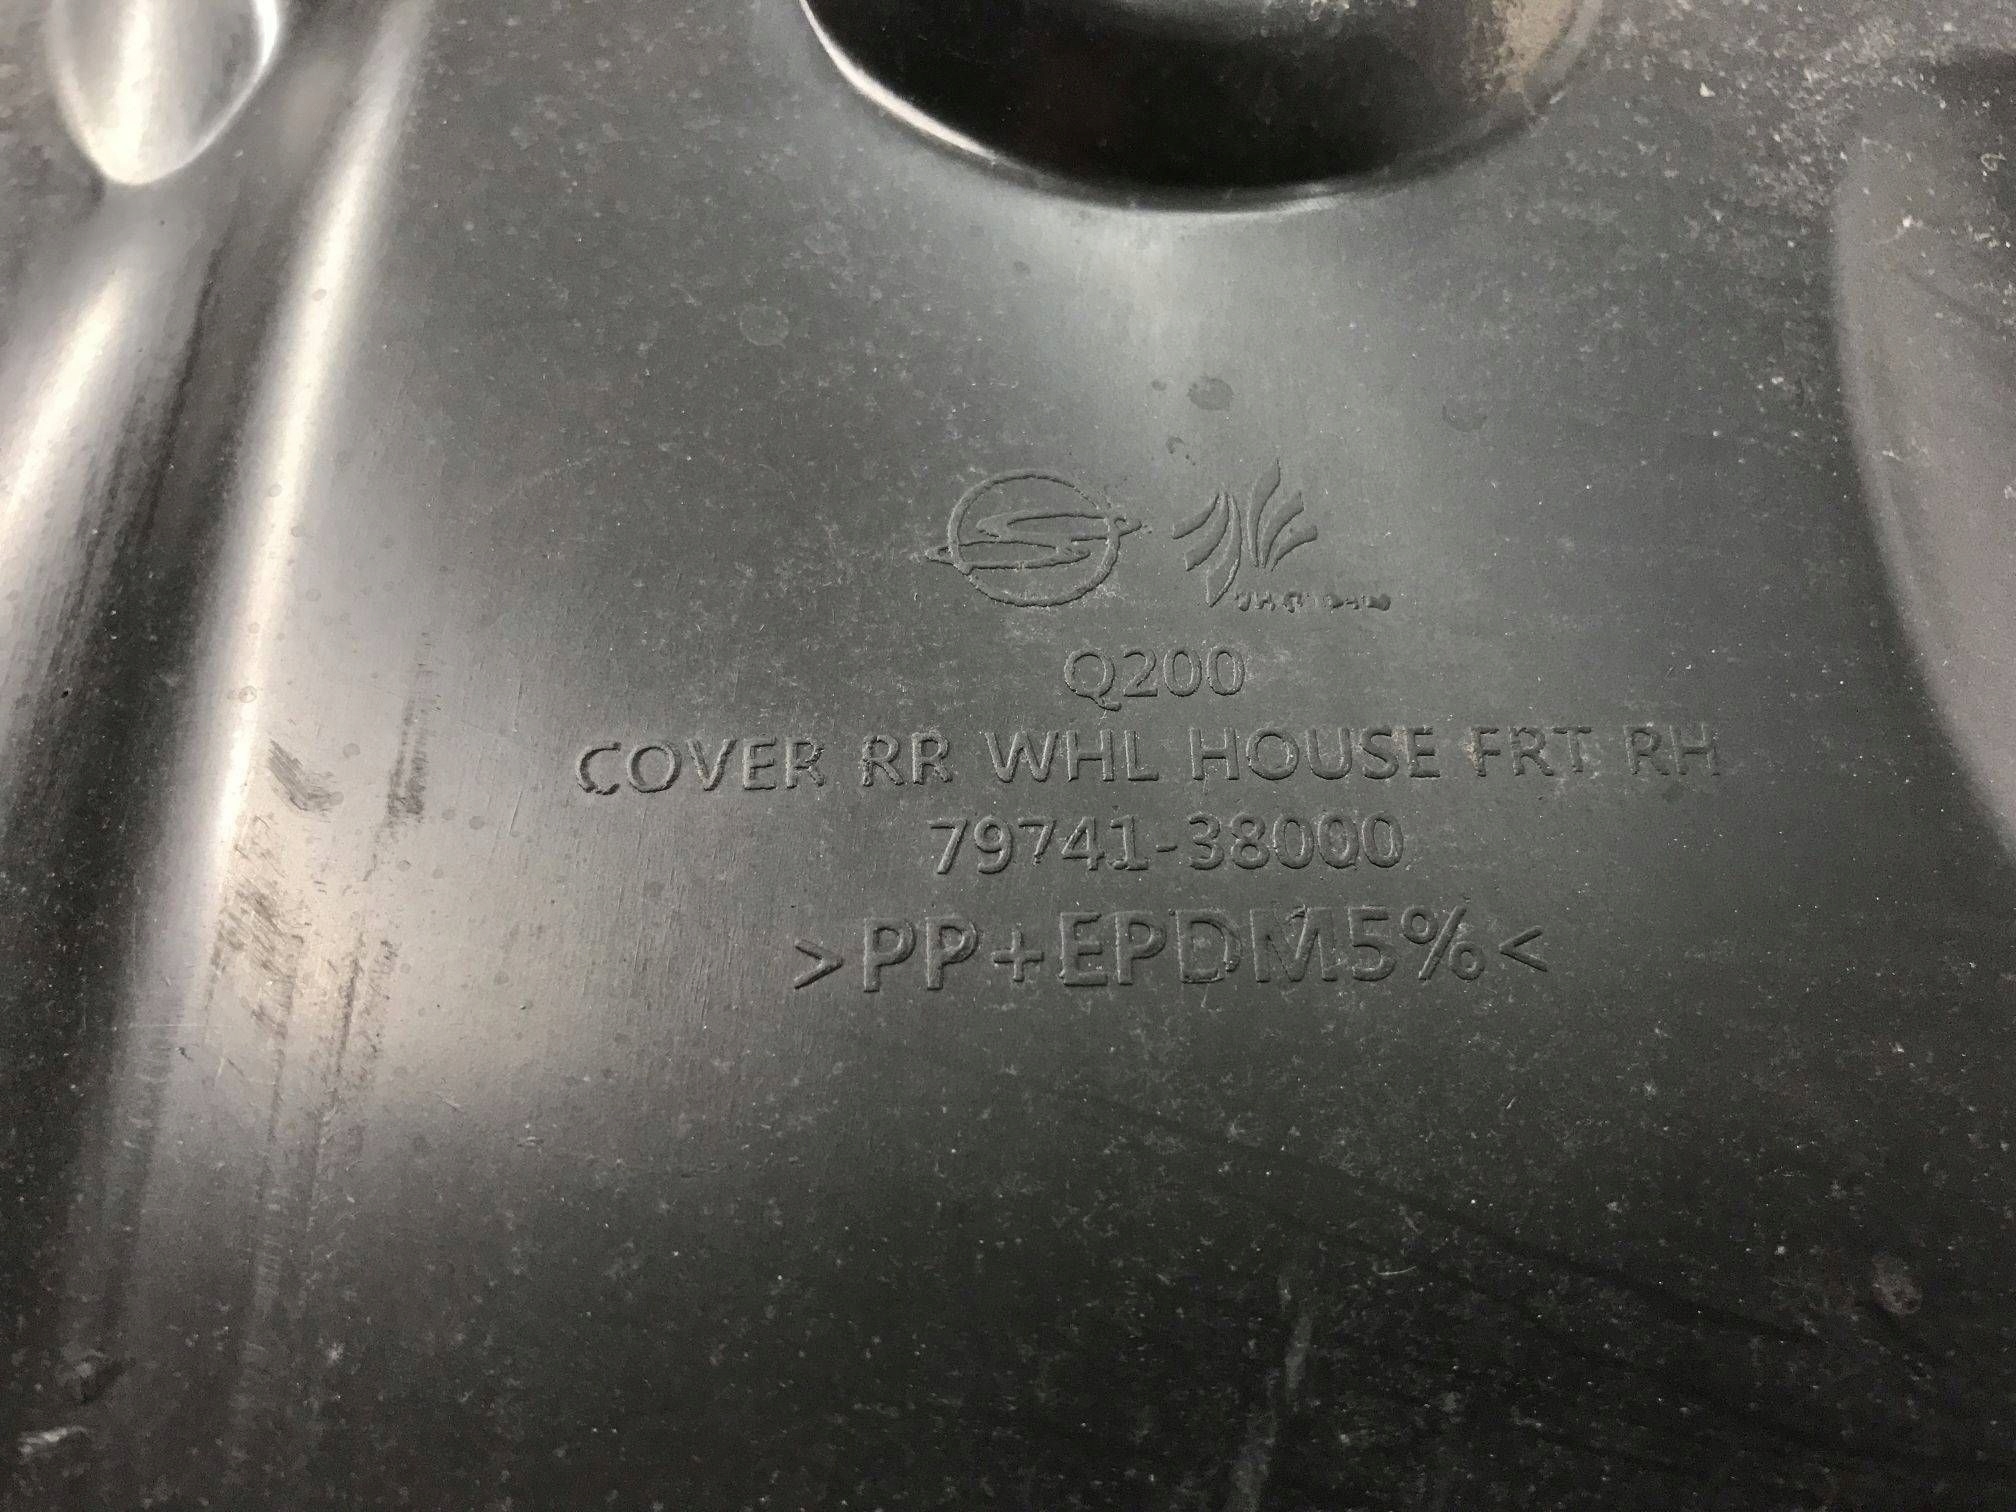 Q200
COVER RR WHL HOUSE FRT RH
79741-38000
>PP+EPDM5%<